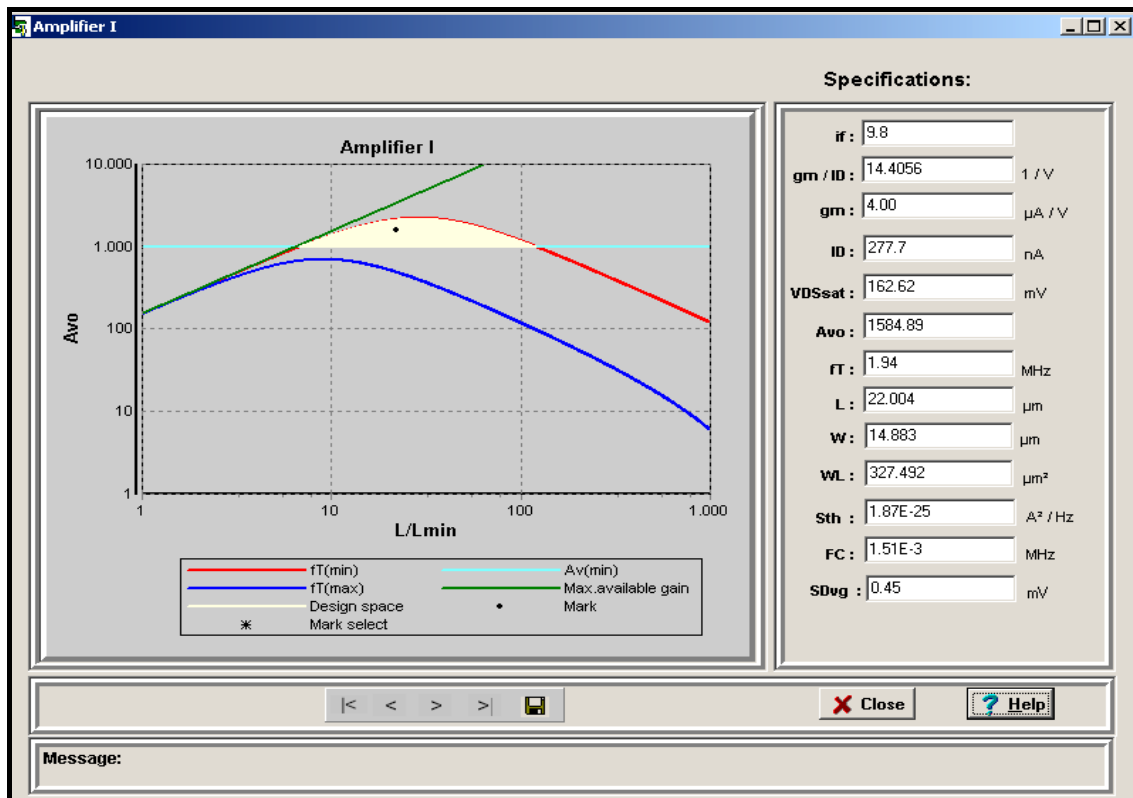 Amplifier I
Specifications:
Amplifier I
10.000
1.000
100
10
1
Avo
1 10 100 1.000
L/Lmin
fT(min) Av(min)
fT(max) Max.available gain
Design space Mark
Mark select
if : 9.8
gm / ID : 14.4056 1 / V
gm : 4.00 µA / V
ID : 277.7 nA
VDSsat : 162.62 mV
Avo : 1584.89
fT : 1.94 MHz
L : 22.004 µm
W : 14.883 µm
WL : 327.492 µm²
Sth : 1.87E-25 A² / Hz
FC : 1.51E-3 MHz
SDvg : 0.45 mV
|< < > >| Close ? Help
Message: